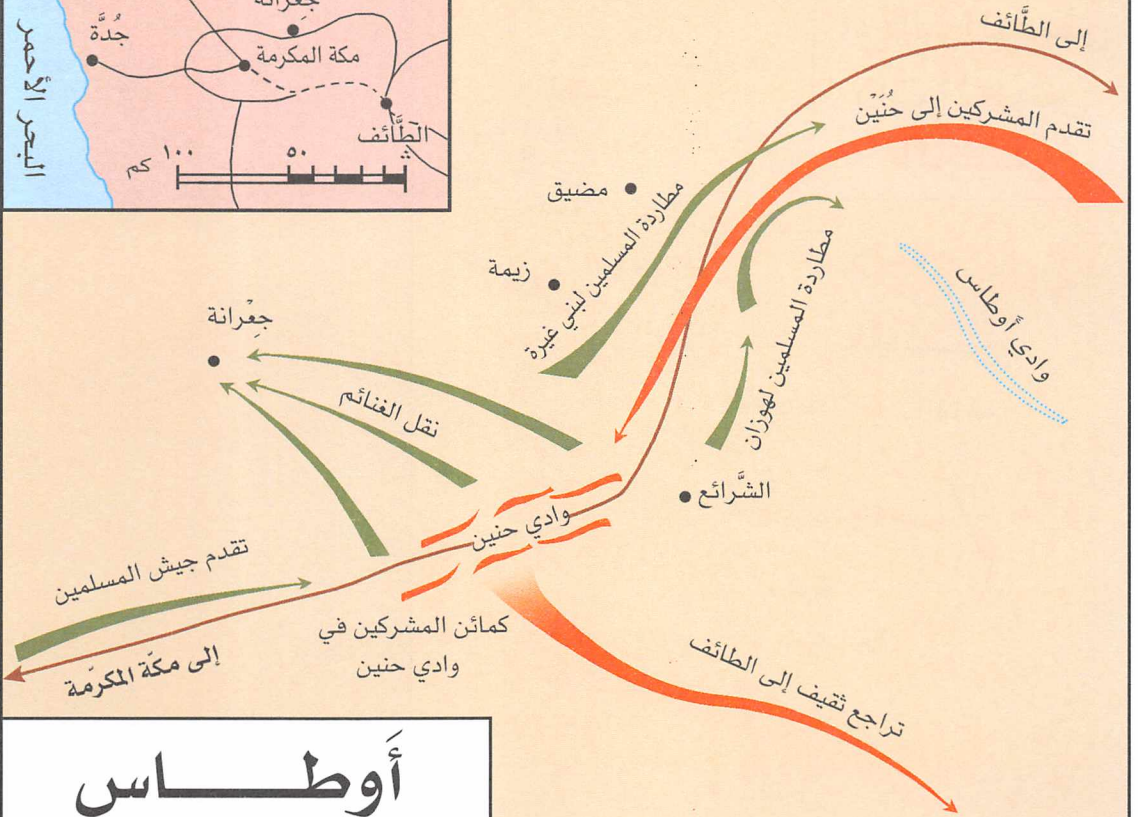 جعرانة
جُدَّة
مكة المكرمة
البحر الأحمر
الطَّائف
١٠٠
٥٠
كم
إلى الطَّائف
تقدم المشركين إلى حُنَيْن
مضيق
مطاردة المسلمين لبني غيرة
زيمة
مطاردة المسلمين لهوزان
وادي أوطاس
جِعْرانة
نقل الغنائم
الشَّرائع
وادي حنين
تقدم جيش المسلمين
إلى مكّة المكرّمة
كمائن المشركين في
وادي حنين
تراجع ثقيف إلى الطائف
أَوطـــاس